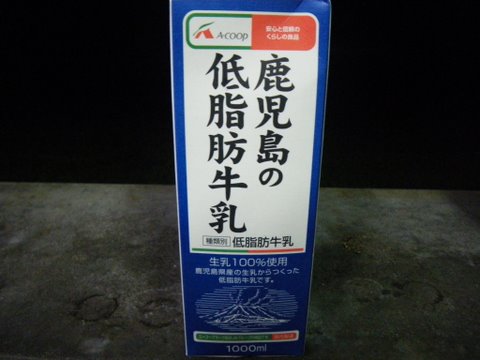 A-COOP
安心と信頼の
くらしの良品
鹿児島の
低脂肪牛乳
種類別 低脂肪牛乳
生乳100%使用
鹿児島県産の生乳からつくった
低脂肪牛乳です。
1000ml